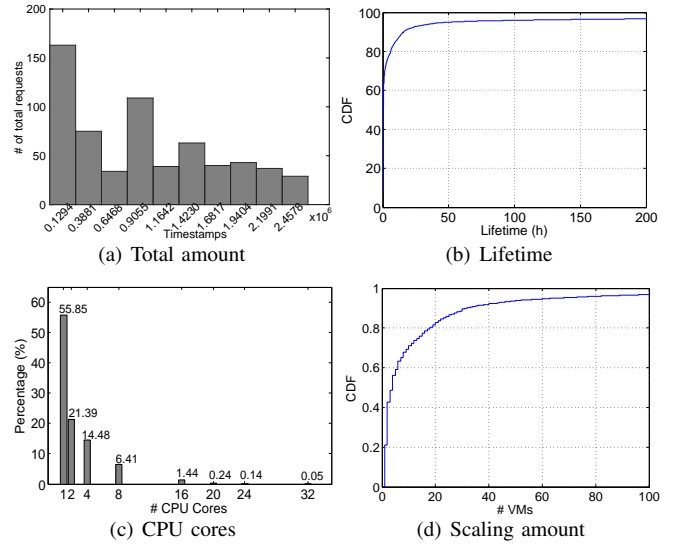 200
150
100
50
0
# of total requests
0.1294 0.3881 0.6468 0.9055 1.1642 1.4230 1.6817 1.9404 2.1991 2.4578 x10^6
Timestamps
(a) Total amount
100
80
60
40
20
0
CDF
0 50 100 150 200
Lifetime (h)
(b) Lifetime
60
50
40
30
20
10
0
Percentage (%)
55.85
21.39
14.48
6.41
1.44
0.24
0.14
0.05
1 2 4 8 16 20 24 32
# CPU Cores
(c) CPU cores
1
0.8
0.6
0.4
0.2
0
CDF
0 20 40 60 80 100
# VMs
(d) Scaling amount